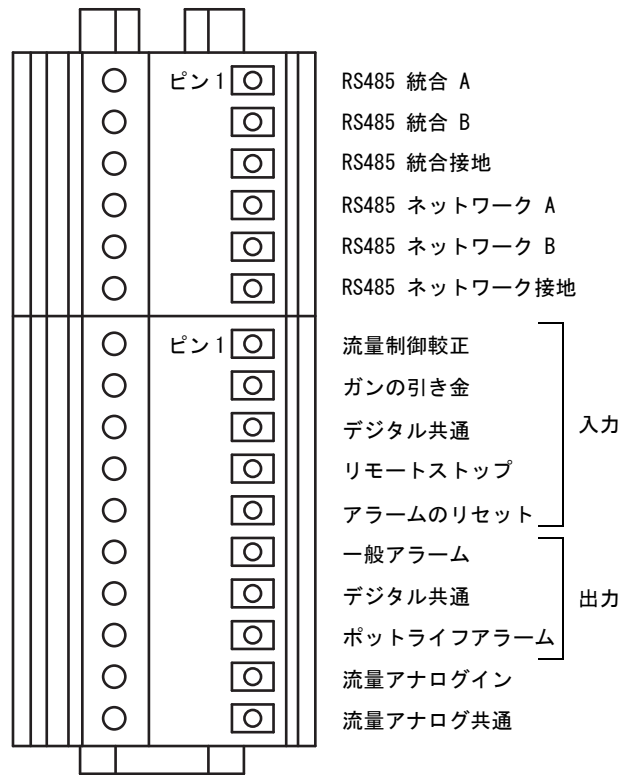 ピン 1 RS485 統合 A
RS485 統合 B
RS485 統合接地
RS485 ネットワーク A
RS485 ネットワーク B
RS485 ネットワーク接地
ピン 1 流量制御較正
ガンの引き金
デジタル共通
入力
リモートストップ
アラームのリセット
一般アラーム
デジタル共通
出力
ポットライフアラーム
流量アナログイン
流量アナログ共通